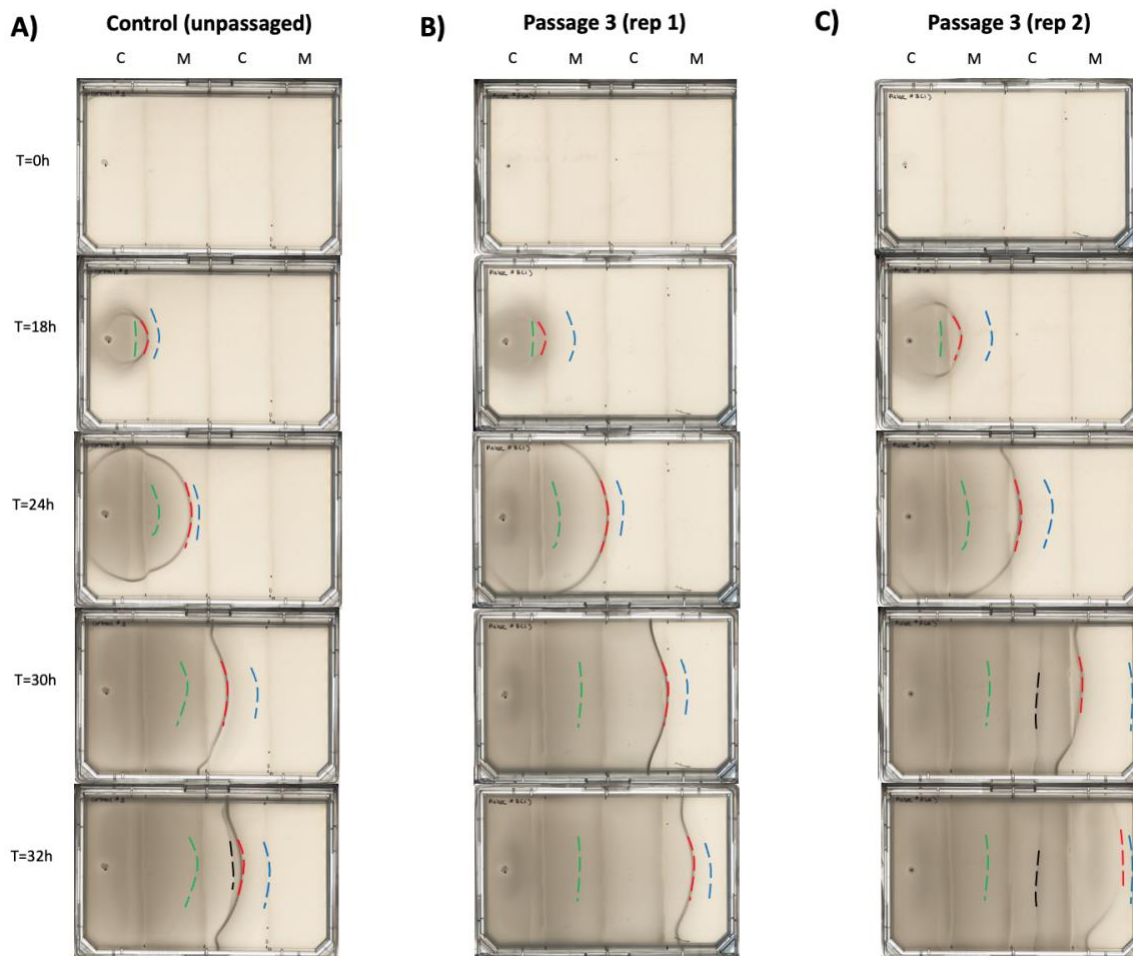 A) Control (unpassaged)
C M C M
B) Passage 3 (rep 1)
C M C M
C) Passage 3 (rep 2)
C M C M
T=0h
T=18h
T=24h
T=30h
T=32h